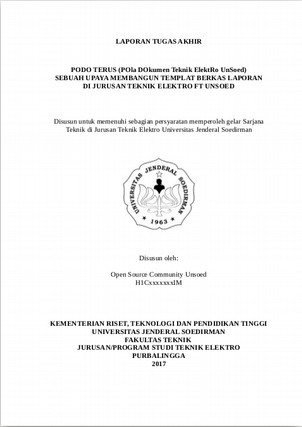 LAPORAN TUGAS AKHIR
PODO TERUS (POla DOkumen Teknik ElektRo UnSoed)
SEBUAH UPAYA MEMBANGUN TEMPLAT BERKAS LAPORAN
DI JURUSAN TEKNIK ELEKTRO FT UNSOED
Disusun untuk memenuhi sebagian persyaratan memperoleh gelar Sarjana
Teknik di Jurusan Teknik Elektro Universitas Jenderal Soedirman
UNIVERSITAS JENDERAL SOEDIRMAN
1963
Disusun oleh:
Open Source Community Unsoed
H1CxxxxxxxIM
KEMENTERIAN RISET, TEKNOLOGI DAN PENDIDIKAN TINGGI
UNIVERSITAS JENDERAL SOEDIRMAN
FAKULTAS TEKNIK
JURUSAN/PROGRAM STUDI TEKNIK ELEKTRO
PURBALINGGA
2017